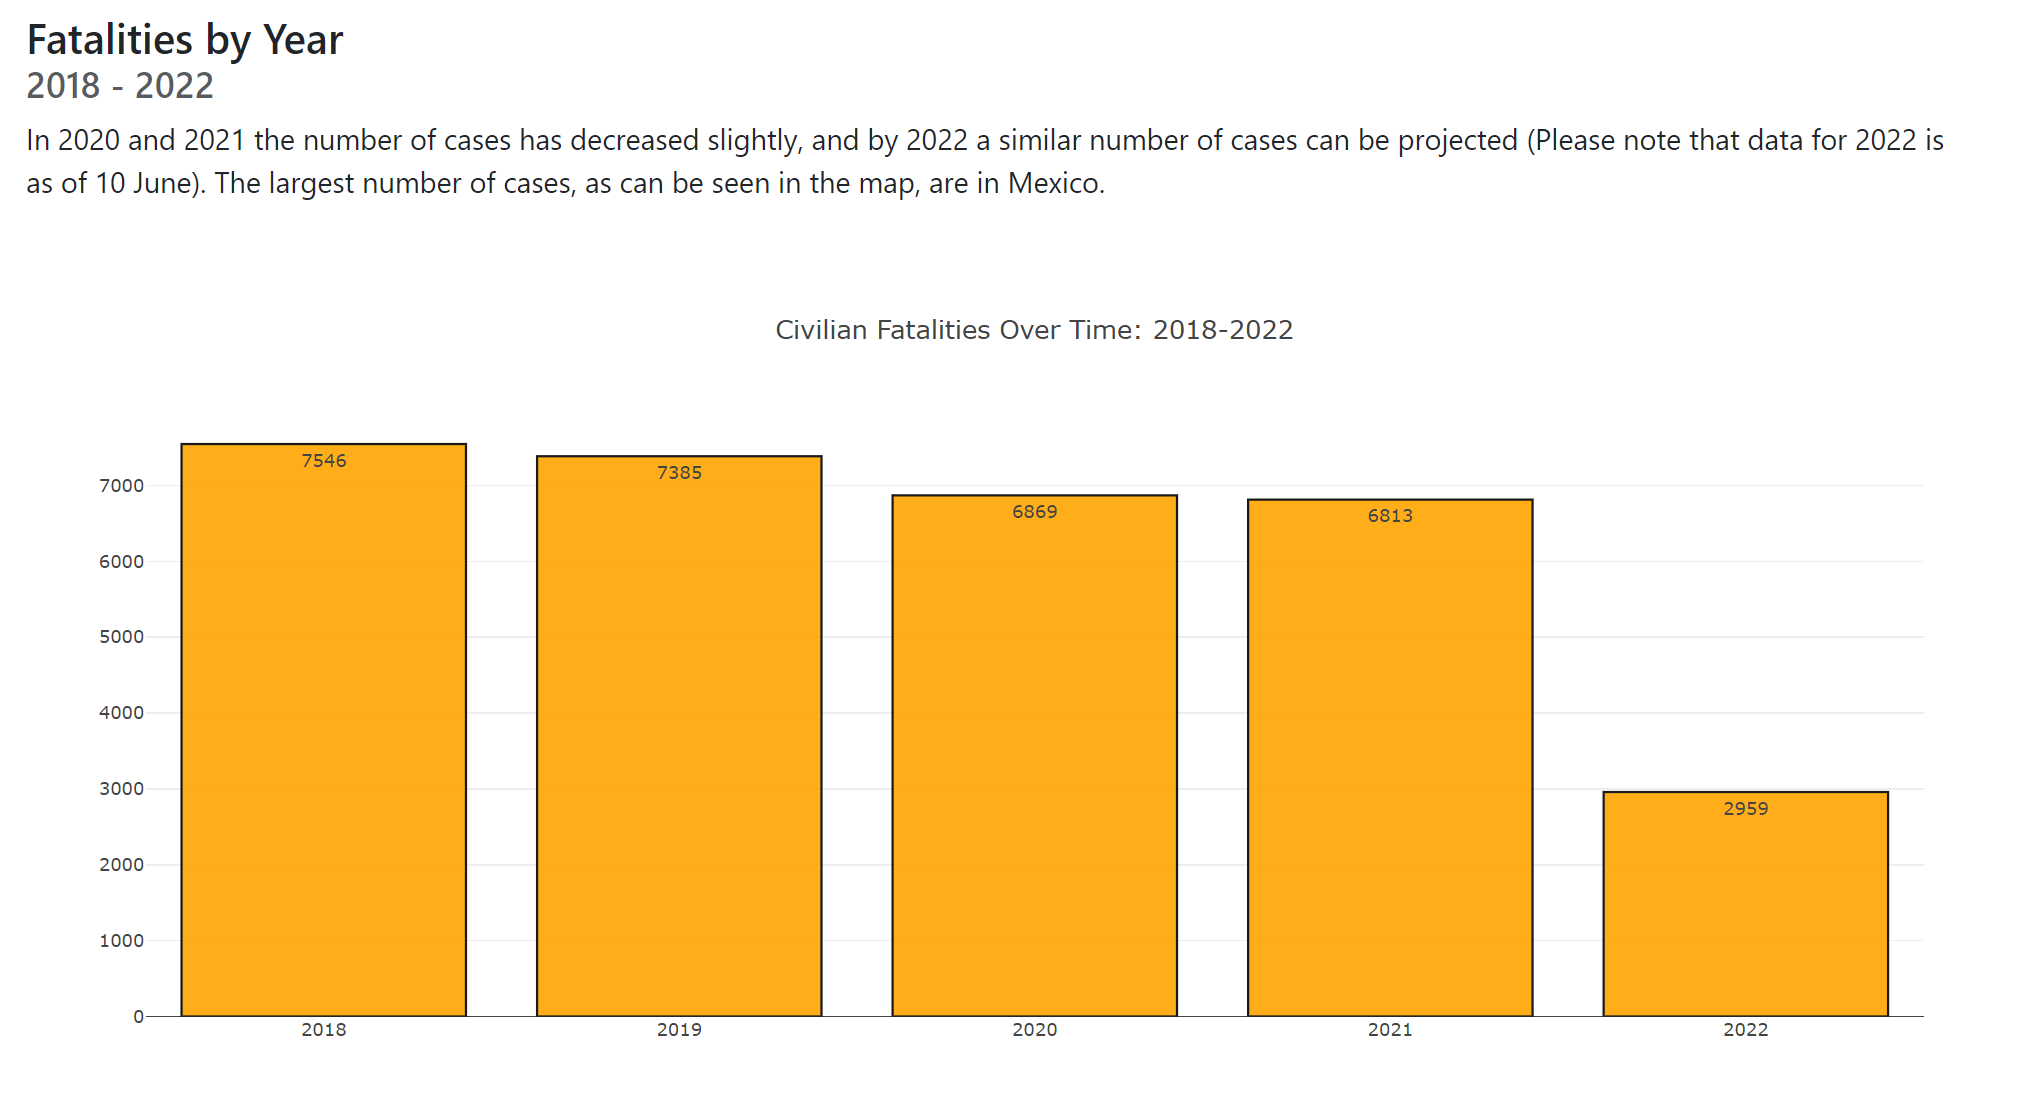 Fatalities by Year
2018 - 2022
In 2020 and 2021 the number of cases has decreased slightly, and by 2022 a similar number of cases can be projected (Please note that data for 2022 is
as of 10 June). The largest number of cases, as can be seen in the map, are in Mexico.
Civilian Fatalities Over Time: 2018-2022
7546
7385
7000
6869
6813
6000
5000
4000
3000
2959
2000
1000
0
2018 2019 2020 2021 2022